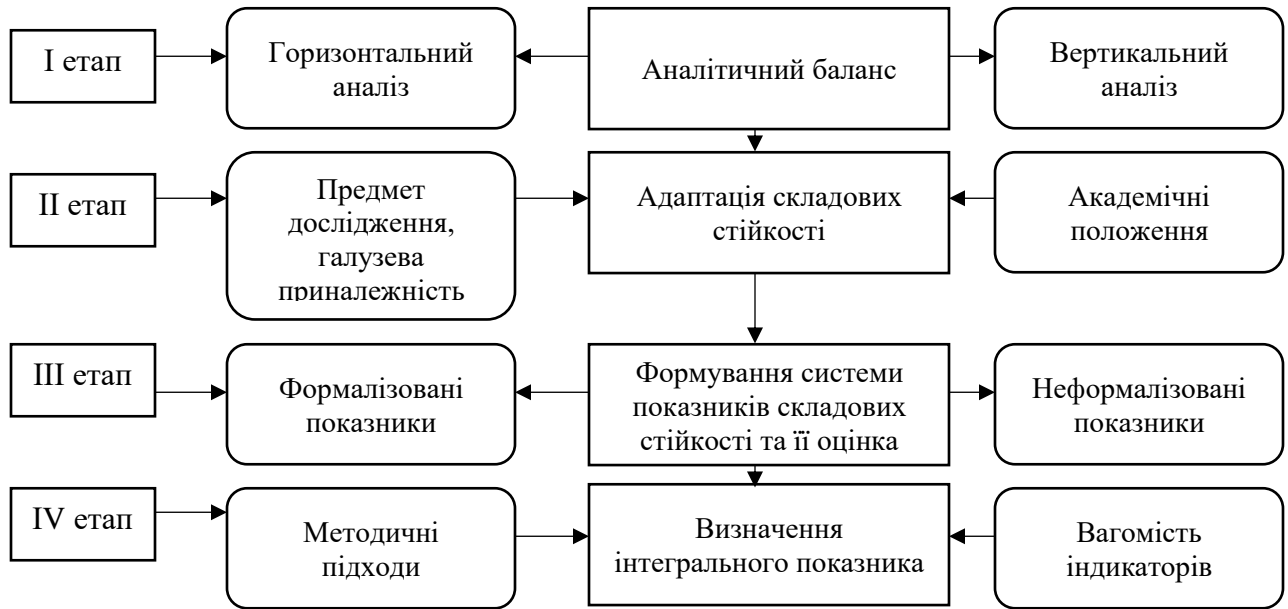 І етап
Горизонтальний
аналіз
Аналітичний баланс
Вертикальний
аналіз
ІІ етап
Предмет
дослідження,
галузева
приналежність
Адаптація складових
стійкості
Академічні
положення
ІІІ етап
Формалізовані
показники
Формування системи
показників складових
стійкості та її оцінка
Неформалізовані
показники
IV етап
Методичні
підходи
Визначення
інтегрального показника
Вагомість
індикаторів